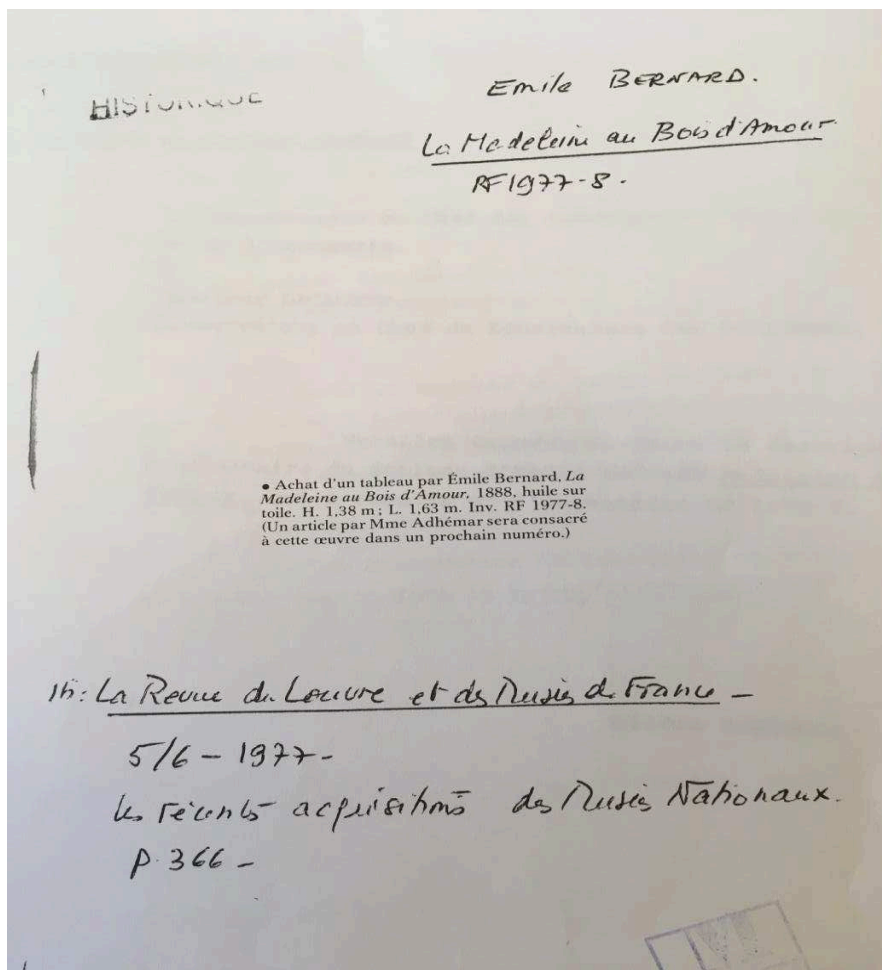 HISTORIQUE
Emile BERNARD.
La Madeleine au Bois d'Amour
RF 1977-8.
• Achat d'un tableau par Émile Bernard, La
Madeleine au Bois d'Amour, 1888, huile sur
toile. H. 1,38 m ; L. 1,63 m. Inv. RF 1977-8.
(Un article par Mme Adhémar sera consacré
à cette œuvre dans un prochain numéro.)
La Revue du Louvre et des Musées de France -
5/6 - 1977 -
les récentes acquisitions des Musées Nationaux.
p. 366 -